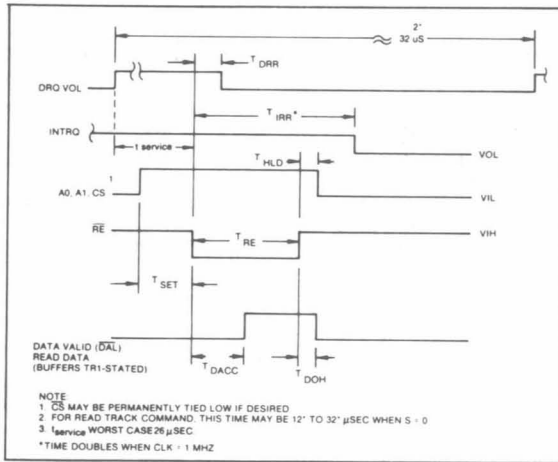 2*
32 uS
T DRR
DRQ VOL
T IRR*
INTRQ
t service
VOL
T HLD
1
A0, A1, CS
VIL
RE
T RE
VIH
T SET
DATA VALID (DAL)
READ DATA
(BUFFERS TR1-STATED)
T DACC
T DOH
NOTE
1. CS MAY BE PERMANENTLY TIED LOW IF DESIRED
2. FOR READ TRACK COMMAND, THIS TIME MAY BE 12* TO 32* µSEC WHEN S = 0
3. tservice WORST CASE 26 µSEC
*TIME DOUBLES WHEN CLK = 1 MHZ